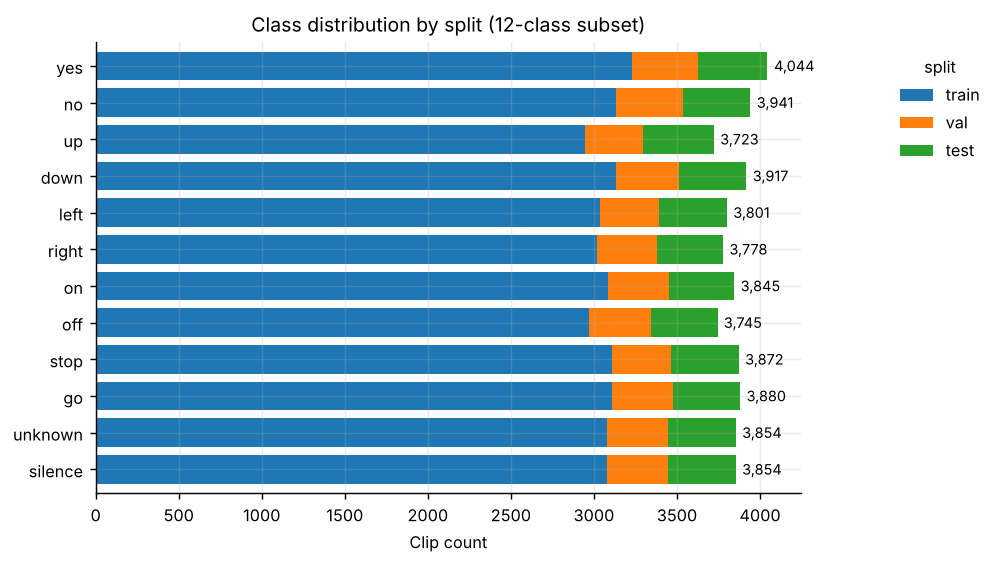 Class distribution by split (12-class subset)
split
train
val
test
yes 4,044
no 3,941
up 3,723
down 3,917
left 3,801
right 3,778
on 3,845
off 3,745
stop 3,872
go 3,880
unknown 3,854
silence 3,854
0 500 1000 1500 2000 2500 3000 3500 4000
Clip count